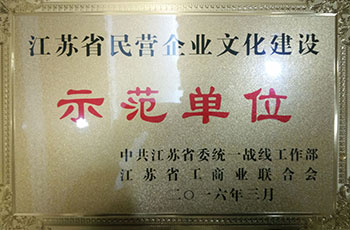 江苏省民营企业文化建设
示范单位
中共江苏省委统一战线工作部
江苏省工商业联合会
二〇一六年三月